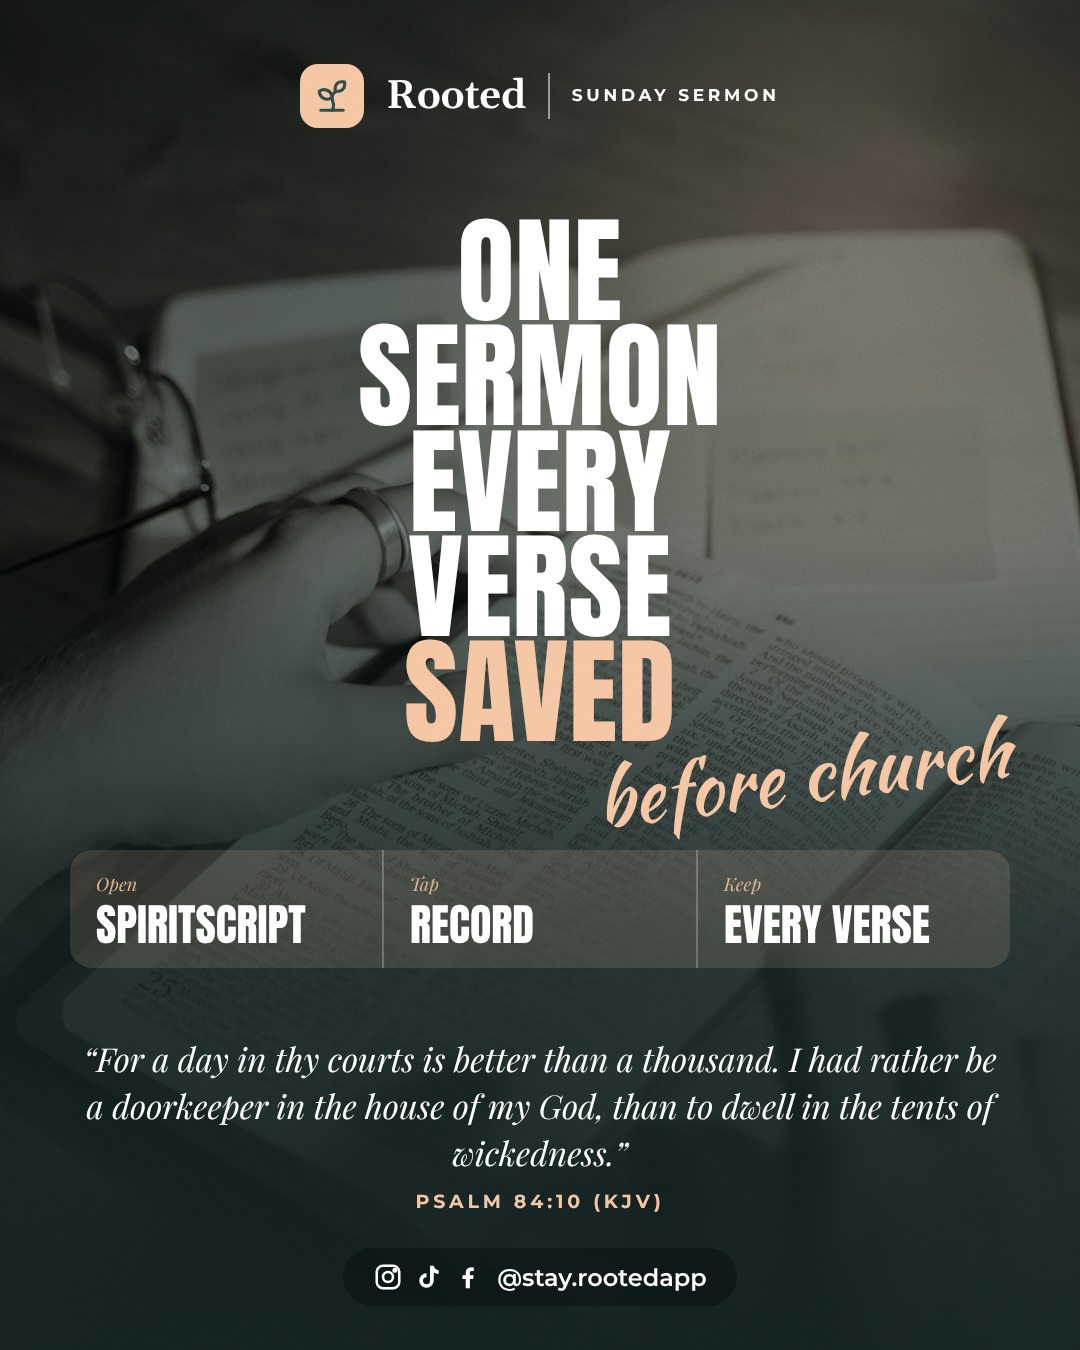 Rooted
SUNDAY SERMON
ONE
SERMON
EVERY
VERSE
SAVED
before church
Open
SPIRITSCRIPT
Tap
RECORD
Keep
EVERY VERSE
“For a day in thy courts is better than a thousand. I had rather be
a doorkeeper in the house of my God, than to dwell in the tents of
wickedness.”
PSALM 84:10 (KJV)
@stay.rootedapp